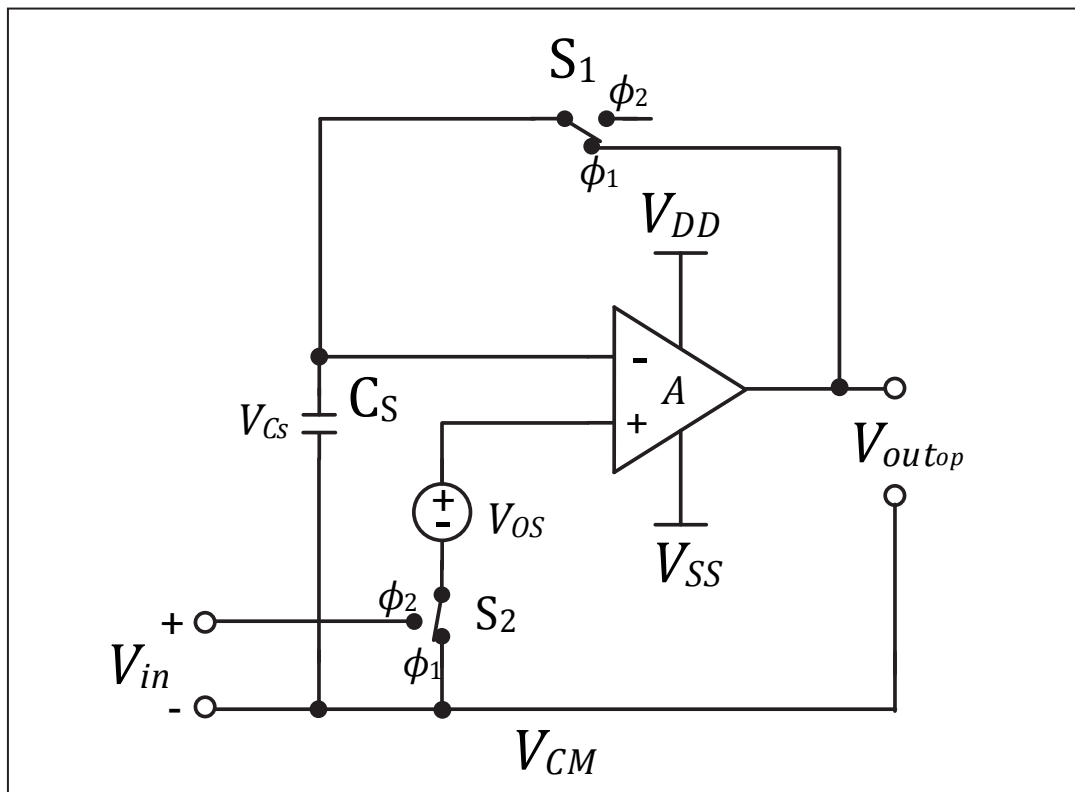 S1
ϕ2
ϕ1
VDD
-
A
+
CS
VCs
Voutop
+
-
VOS
VSS
ϕ2
S2
+
Vin
ϕ1
-
VCM